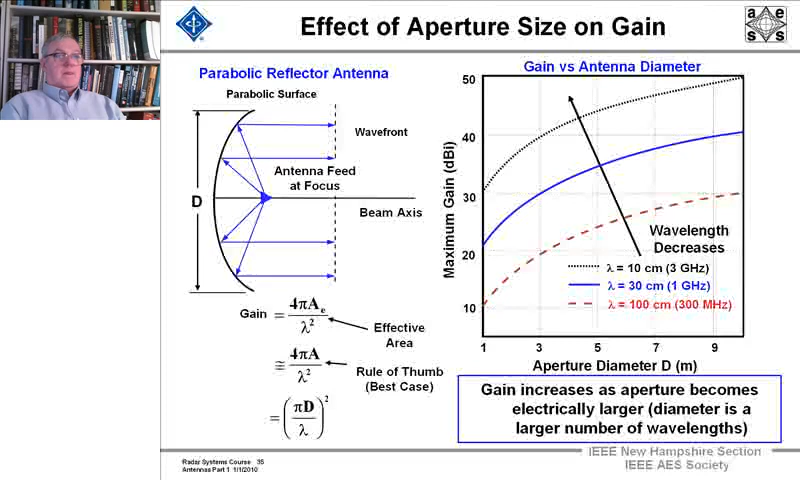 Effect of Aperture Size on Gain
a e
s s
Parabolic Reflector Antenna
Parabolic Surface
Wavefront
Antenna Feed
at Focus
D
Beam Axis
Gain = 4πAe / λ²
Effective
Area
≅ 4πA / λ²
Rule of Thumb
(Best Case)
= (πD / λ)²
Gain vs Antenna Diameter
Maximum Gain (dBi)
50
40
30
20
10
Wavelength
Decreases
λ = 10 cm (3 GHz)
λ = 30 cm (1 GHz)
λ = 100 cm (300 MHz)
1 3 5 7 9
Aperture Diameter D (m)
Gain increases as aperture becomes
electrically larger (diameter is a
larger number of wavelengths)
Radar Systems Course 35
Antennas Part 1 1/1/2010
IEEE New Hampshire Section
IEEE AES Society